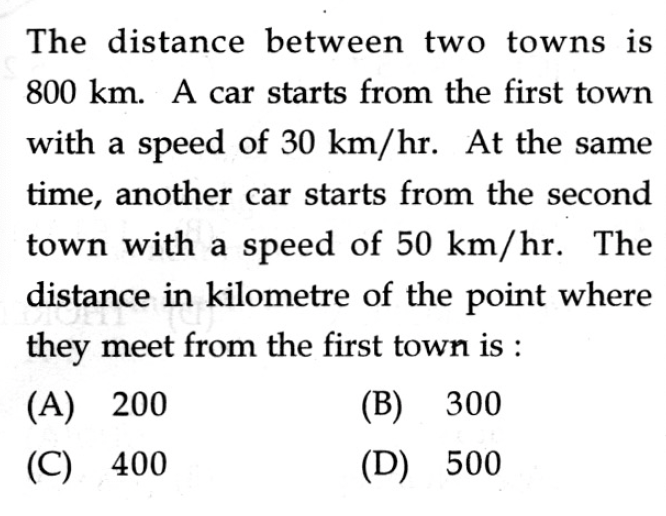 The distance between two towns is
800 km. A car starts from the first town
with a speed of 30 km/hr. At the same
time, another car starts from the second
town with a speed of 50 km/hr. The
distance in kilometre of the point where
they meet from the first town is :
(A) 200 (B) 300
(C) 400 (D) 500